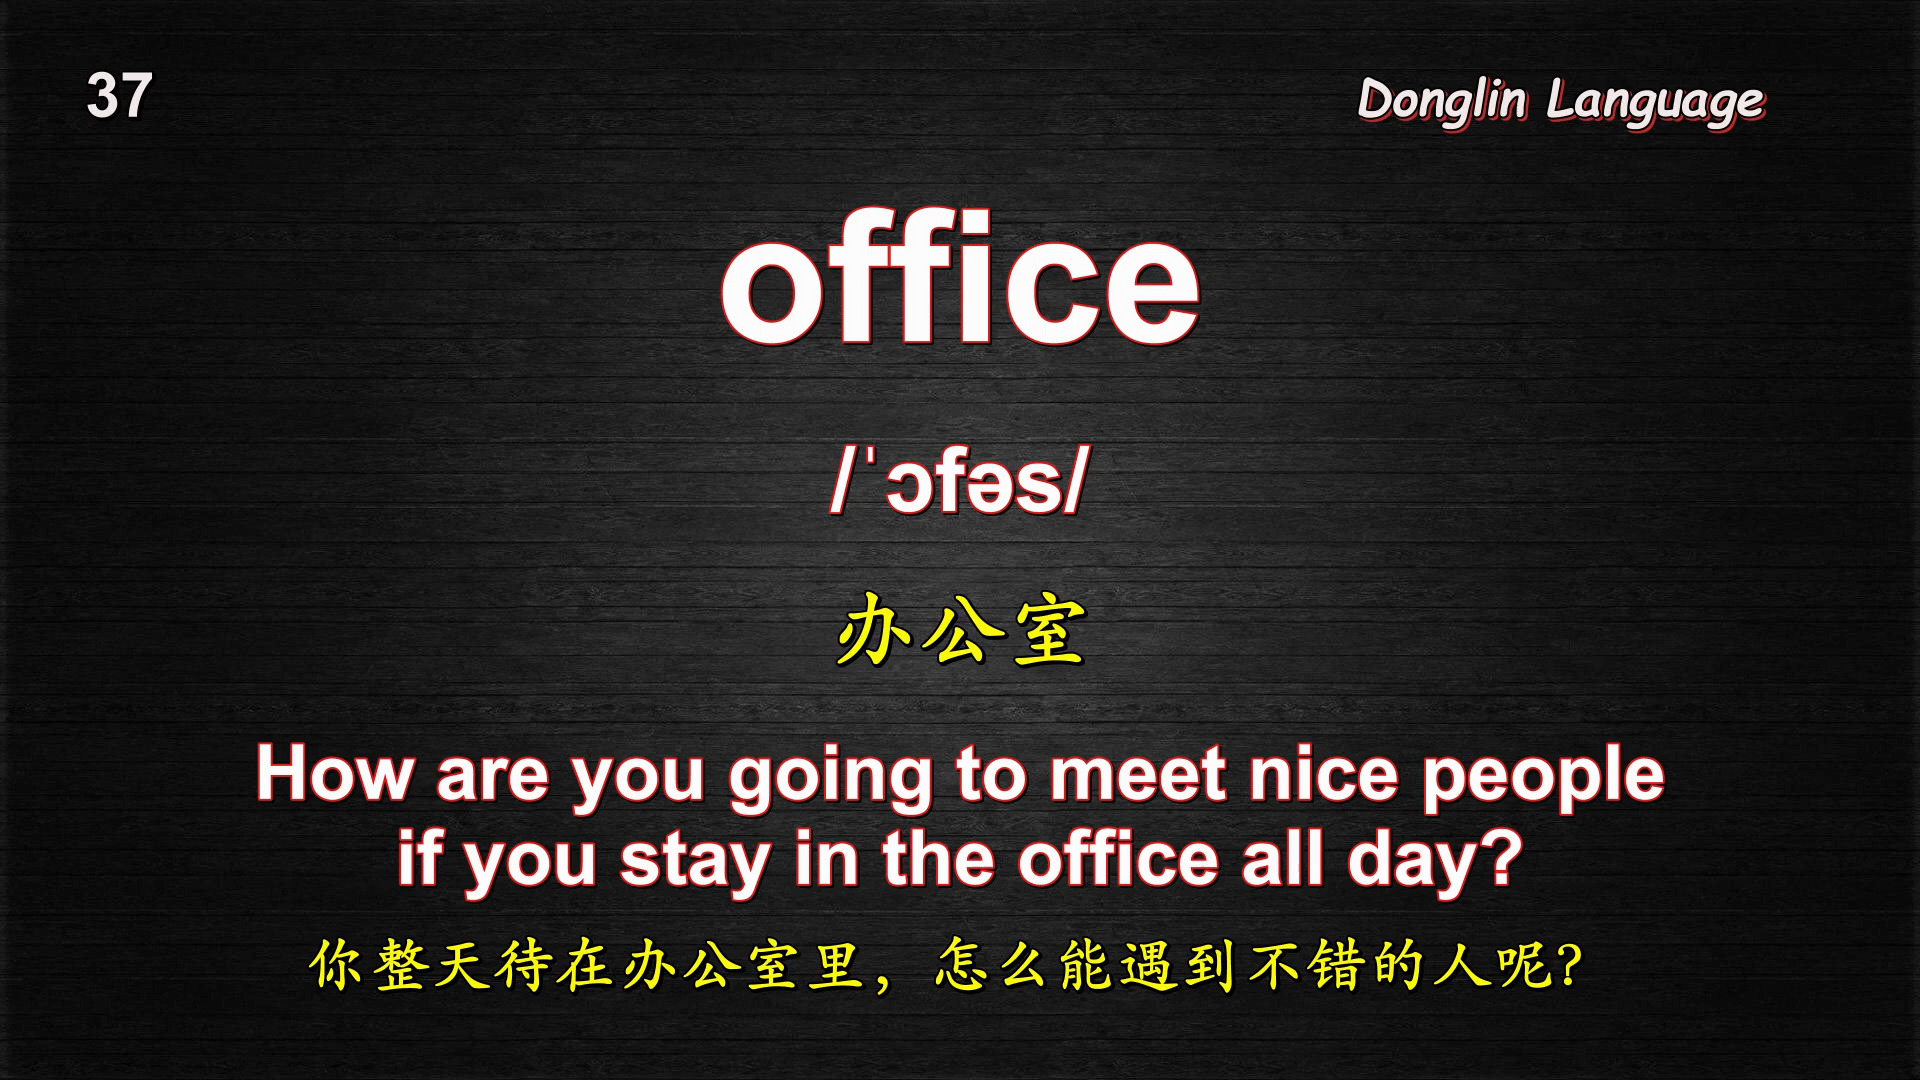 37
Donglin Language
office
/ˈɔfəs/
办公室
How are you going to meet nice people
if you stay in the office all day?
你整天待在办公室里，怎么能遇到不错的人呢？